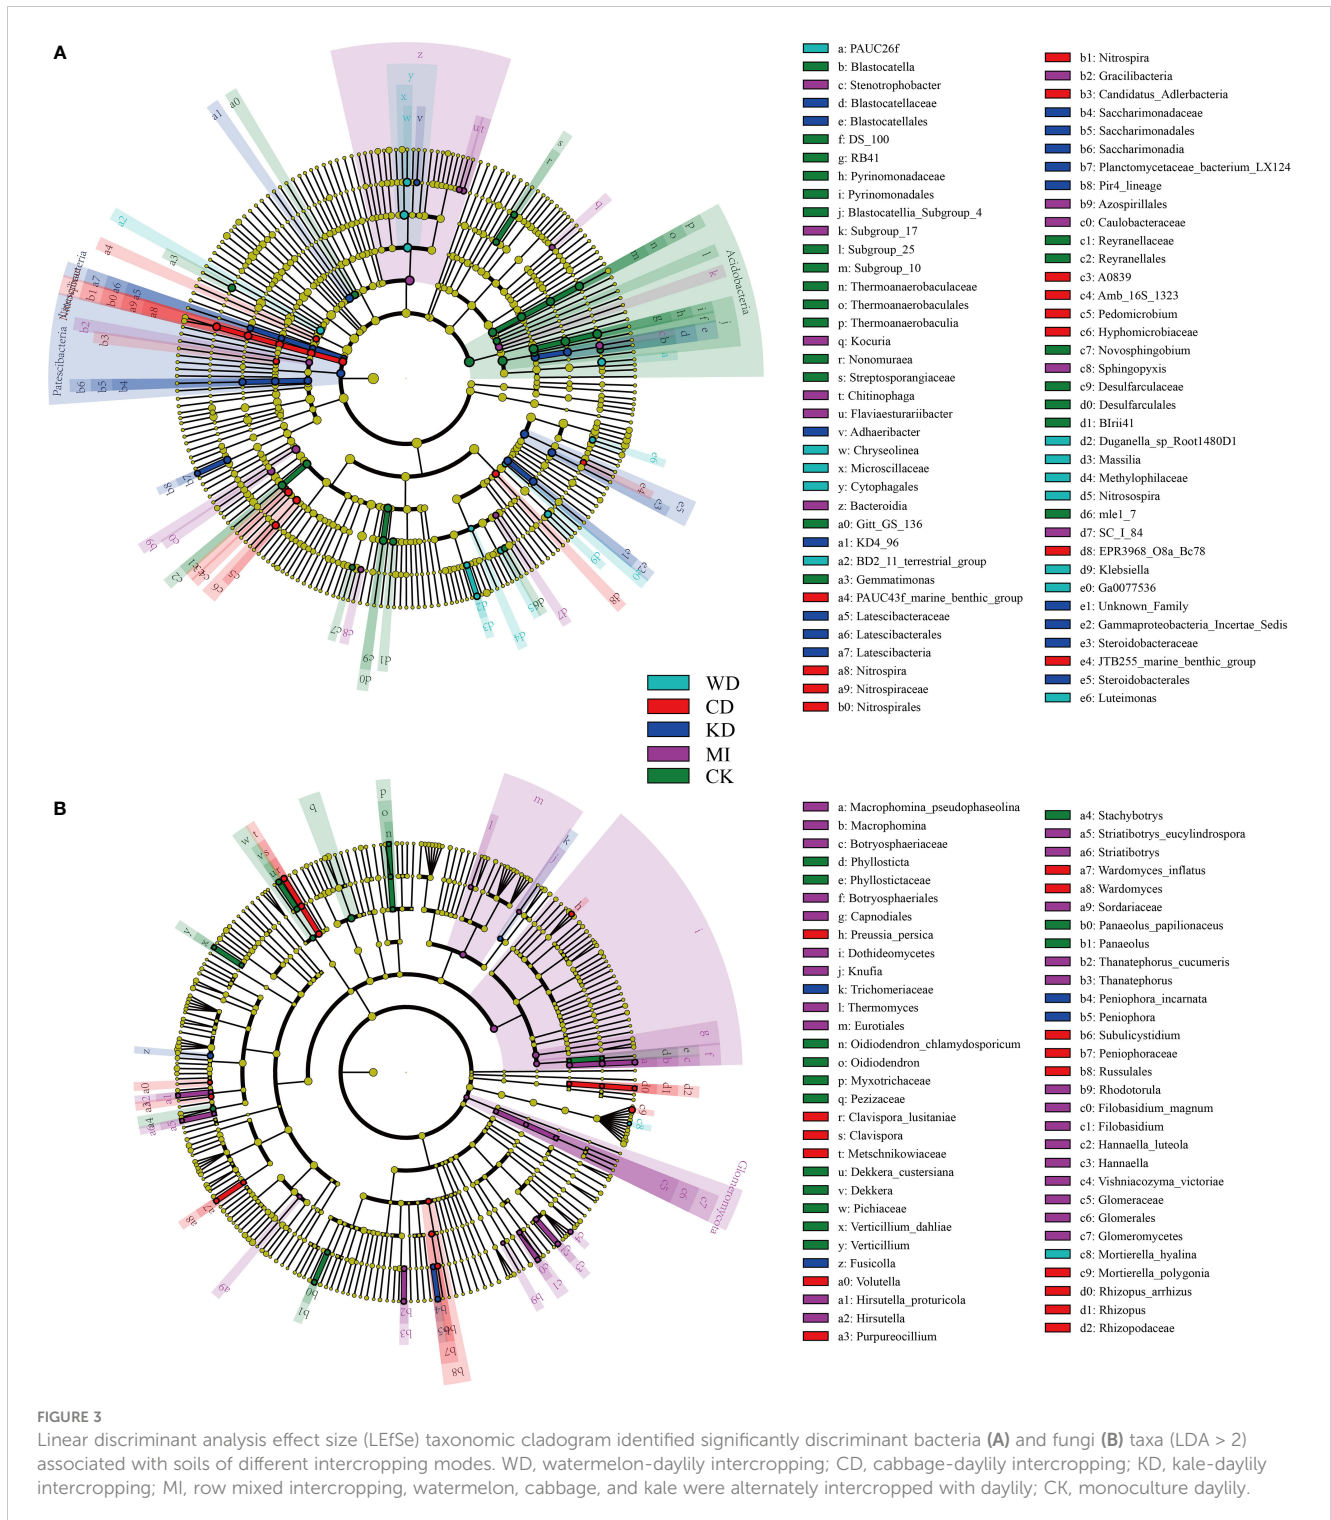 A
a: PAUC26f
b: Blastocatella
c: Stenotrophobacter
d: Blastocatellaceae
e: Blastocatellales
f: DS_100
g: RB41
h: Pyrinomonadaceae
i: Pyrinomonadales
j: Blastocatellia_Subgroup_4
k: Subgroup_17
l: Subgroup_25
m: Subgroup_10
n: Thermoanaerobaculaceae
o: Thermoanaerobaculales
p: Thermoanaerobaculia
q: Kocuria
r: Nonomuraea
s: Streptosporangiaceae
t: Chitinophaga
u: Flaviaesturariibacter
v: Adhaeribacter
w: Chryseolinea
x: Microscillaceae
y: Cytophagales
z: Bacteroidia
a0: Gitt_GS_136
a1: KD4_96
a2: BD2_11_terrestrial_group
a3: Gemmatimonas
a4: PAUC43f_marine_benthic_group
a5: Latescibacteraceae
a6: Latescibacterales
a7: Latescibacteria
a8: Nitrospira
a9: Nitrospiraceae
b0: Nitrospirales
b1: Nitrospira
b2: Gracilibacteria
b3: Candidatus_Adlerbacteria
b4: Saccharimonadaceae
b5: Saccharimonadales
b6: Saccharimonadia
b7: Planctomycetaceae_bacterium_LX124
b8: Pir4_lineage
b9: Azospirillales
c0: Caulobacteraceae
c1: Reyranellaceae
c2: Reyranellales
c3: A0839
c4: Amb_16S_1323
c5: Pedomicrobium
c6: Hyphomicrobiaceae
c7: Novosphingobium
c8: Sphingopyxis
c9: Desulfarculaceae
d0: Desulfarculales
d1: BIrii41
d2: Duganella_sp_Root1480D1
d3: Massilia
d4: Methylophilaceae
d5: Nitrosospira
d6: mle1_7
d7: SC_I_84
d8: EPR3968_O8a_Bc78
d9: Klebsiella
e0: Ga0077536
e1: Unknown_Family
e2: Gammaproteobacteria_Incertae_Sedis
e3: Steroidobacteraceae
e4: JTB255_marine_benthic_group
e5: Steroidobacterales
e6: Luteimonas
Acidobacteria
Patescibacteria
WD
CD
KD
MI
CK
B
a: Macrophomina_pseudophaseolina
b: Macrophomina
c: Botryosphaeriaceae
d: Phyllosticta
e: Phyllostictaceae
f: Botryosphaeriales
g: Capnodiales
h: Preussia_persica
i: Dothideomycetes
j: Knufia
k: Trichomeriaceae
l: Thermomyces
m: Eurotiales
n: Oidiodendron_chlamydosporicum
o: Oidiodendron
p: Myxotrichaceae
q: Pezizaceae
r: Clavispora_lusitaniae
s: Clavispora
t: Metschnikowiaceae
u: Dekkera_custersiana
v: Dekkera
w: Pichiaceae
x: Verticillium_dahliae
y: Verticillium
z: Fusicolla
a0: Volutella
a1: Hirsutella_proturicola
a2: Hirsutella
a3: Purpureocillium
a4: Stachybotrys
a5: Striatibotrys_eucylindrospora
a6: Striatibotrys
a7: Wardomyces_inflatus
a8: Wardomyces
a9: Sordariaceae
b0: Panaeolus_papilionaceus
b1: Panaeolus
b2: Thanatephorus_cucumeris
b3: Thanatephorus
b4: Peniophora_incarnata
b5: Peniophora
b6: Subulicystidium
b7: Peniophoraceae
b8: Russulales
b9: Rhodotorula
c0: Filobasidium_magnum
c1: Filobasidium
c2: Hannaella_luteola
c3: Hannaella
c4: Vishniacozyma_victoriae
c5: Glomeraceae
c6: Glomerales
c7: Glomeromycetes
c8: Mortierella_hyalina
c9: Mortierella_polygonia
d0: Rhizopus_arrhizus
d1: Rhizopus
d2: Rhizopodaceae
Glomeromycota
FIGURE 3
Linear discriminant analysis effect size (LEfSe) taxonomic cladogram identified significantly discriminant bacteria (A) and fungi (B) taxa (LDA > 2)
associated with soils of different intercropping modes. WD, watermelon-daylily intercropping; CD, cabbage-daylily intercropping; KD, kale-daylily
intercropping; MI, row mixed intercropping, watermelon, cabbage, and kale were alternately intercropped with daylily; CK, monoculture daylily.